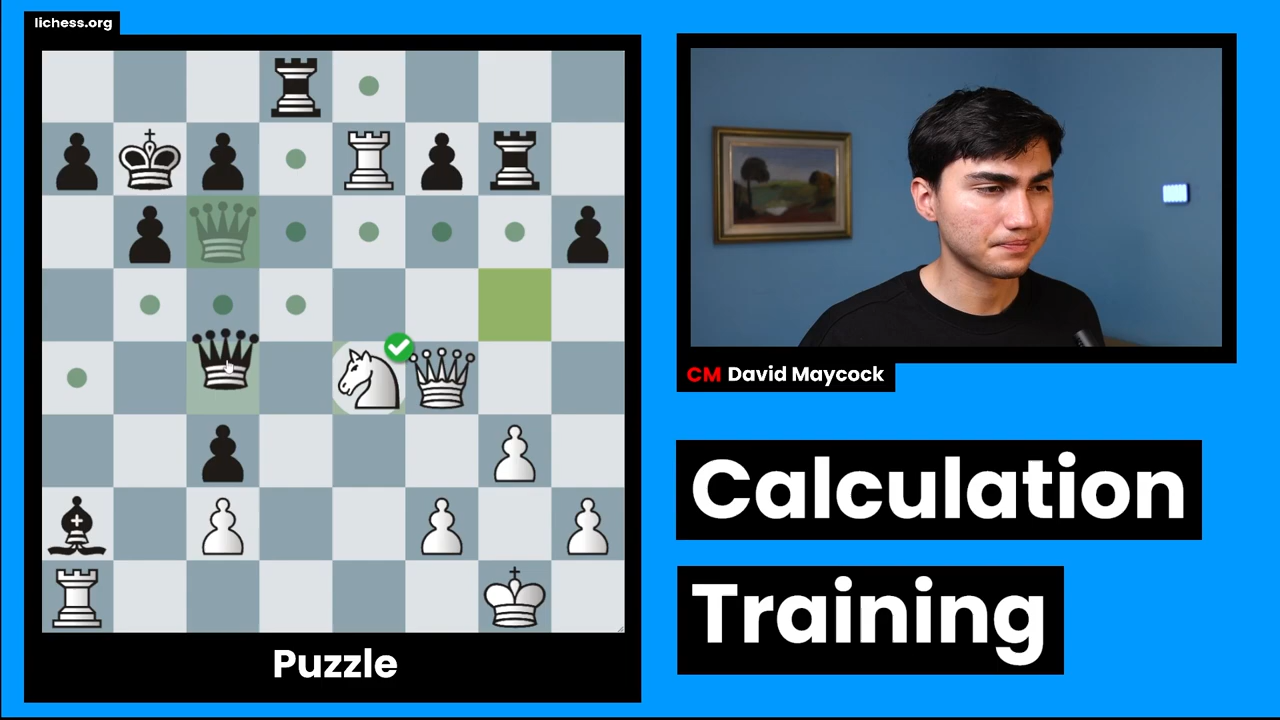 lichess.org
CM David Maycock
Calculation
Training
Puzzle